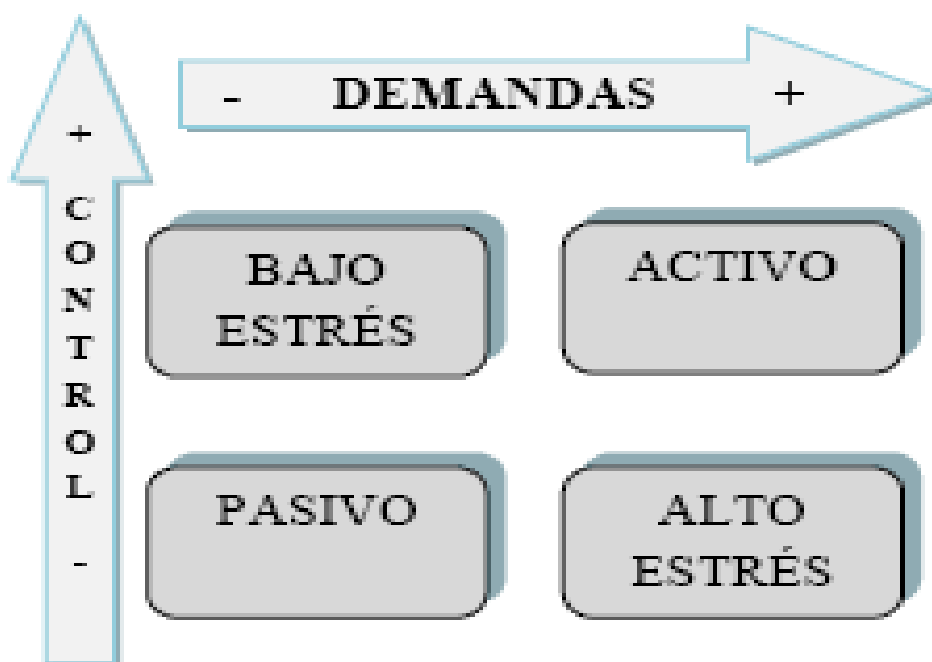 - DEMANDAS +
+
C
O
N
T
R
O
L
-
BAJO
ESTRÉS
ACTIVO
PASIVO
ALTO
ESTRÉS